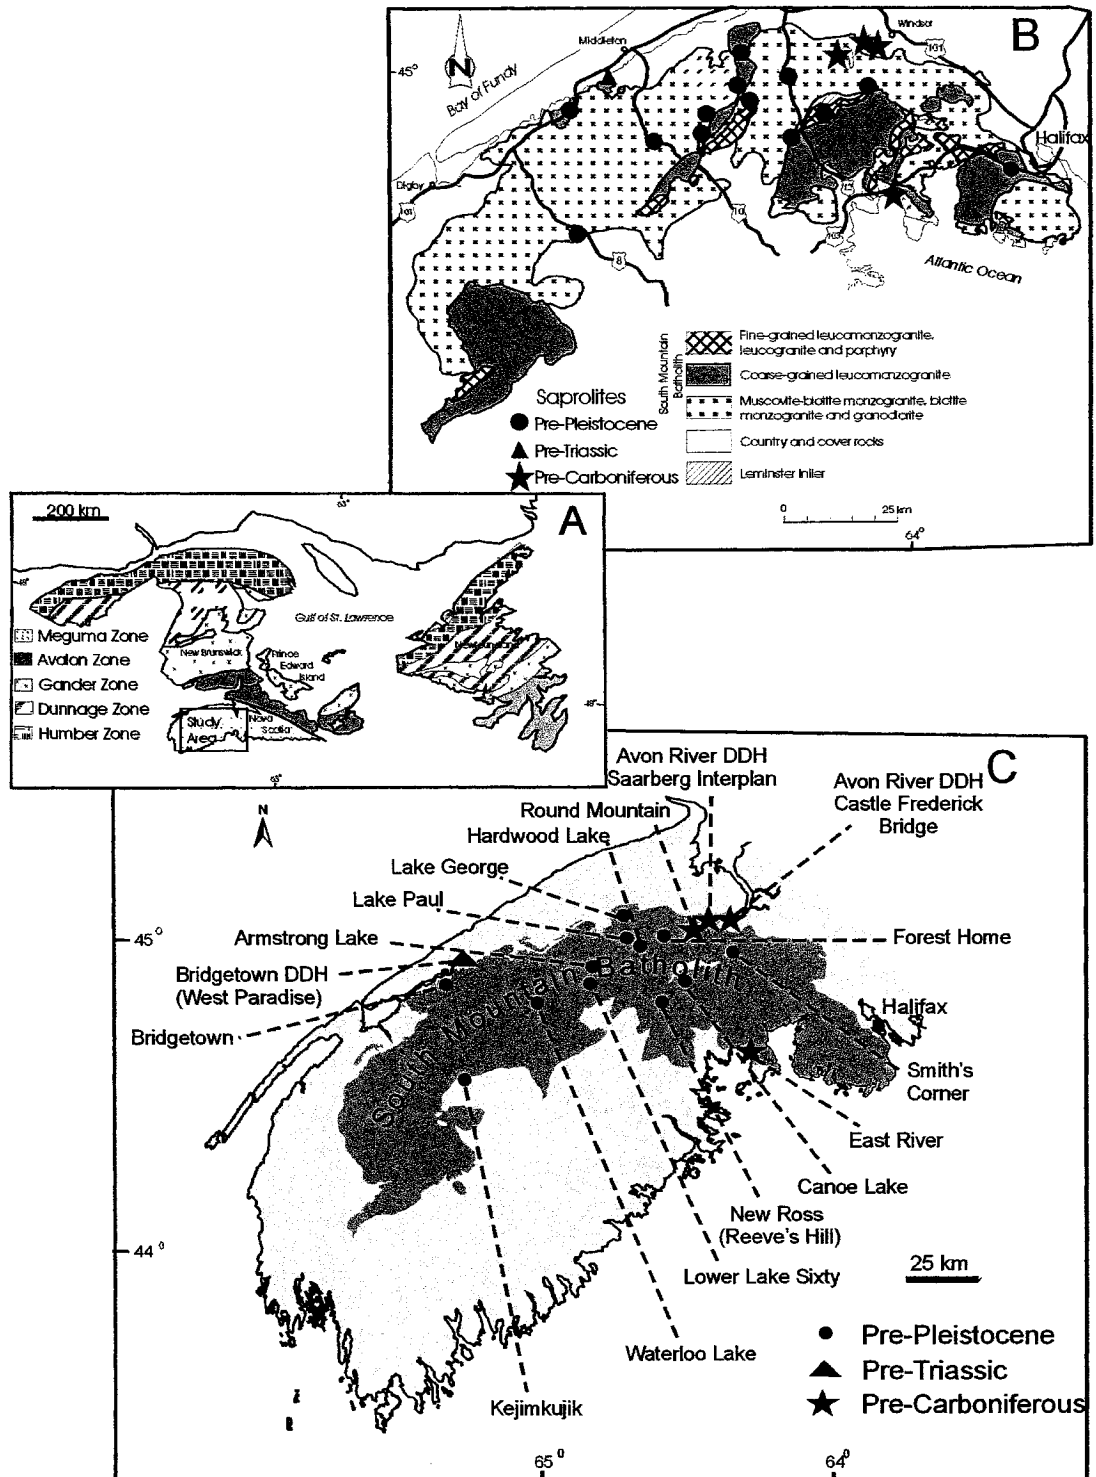 B
Windsor
Middleton
101
45°
N
Bay of Fundy
Halifax
Digby
101
10
103
8
Atlantic Ocean
South Mountain
Batholith
Fine-grained leucomonzogranite,
leucogranite and porphyry
Coarse-grained leucomonzogranite
Muscovite-biotite monzogranite, biotite
monzogranite and granodiorite
Country and cover rocks
Leminster Inlier
Saprolites
Pre-Pleistocene
Pre-Triassic
Pre-Carboniferous
0
25 km
64°
A
200 km
Gulf of St. Lawrence
Meguma Zone
Avalon Zone
Gander Zone
Dunnage Zone
Humber Zone
New Brunswick
Prince
Edward
Island
Newfoundland
Study
Area
Nova
Scotia
C
Avon River DDH
Saarberg Interplan
Avon River DDH
Castle Frederick
Bridge
Round Mountain
Hardwood Lake
Lake George
Lake Paul
Armstrong Lake
Bridgetown DDH
(West Paradise)
Bridgetown
N
45°
44°
South Mountain Batholith
Forest Home
Halifax
Smith's
Corner
East River
Canoe Lake
New Ross
(Reeve's Hill)
Lower Lake Sixty
Waterloo Lake
Kejimkujik
25 km
Pre-Pleistocene
Pre-Triassic
Pre-Carboniferous
65°
64°